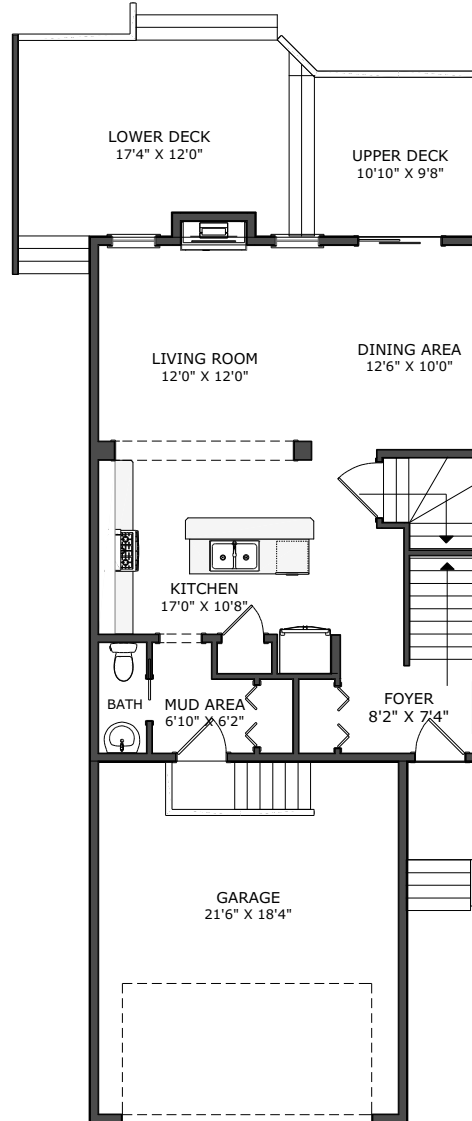 LOWER DECK
17'4" X 12'0"
UPPER DECK
10'10" X 9'8"
LIVING ROOM
12'0" X 12'0"
DINING AREA
12'6" X 10'0"
KITCHEN
17'0" X 10'8"
BATH
MUD AREA
6'10" X 6'2"
FOYER
8'2" X 7'4"
GARAGE
21'6" X 18'4"